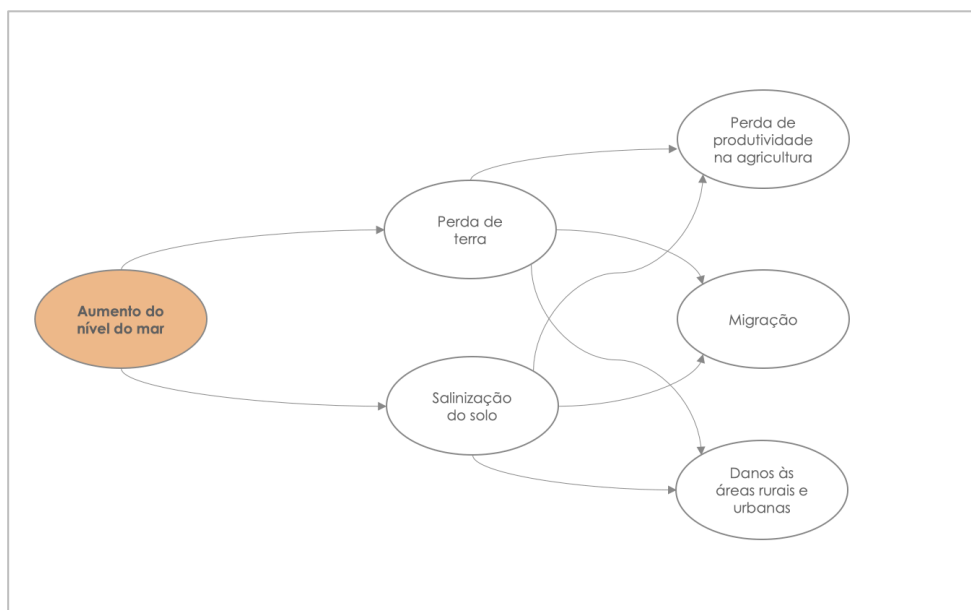 Aumento do
nível do mar
Perda de
terra
Salinização
do solo
Perda de
produtividade
na agricultura
Migração
Danos às
áreas rurais e
urbanas